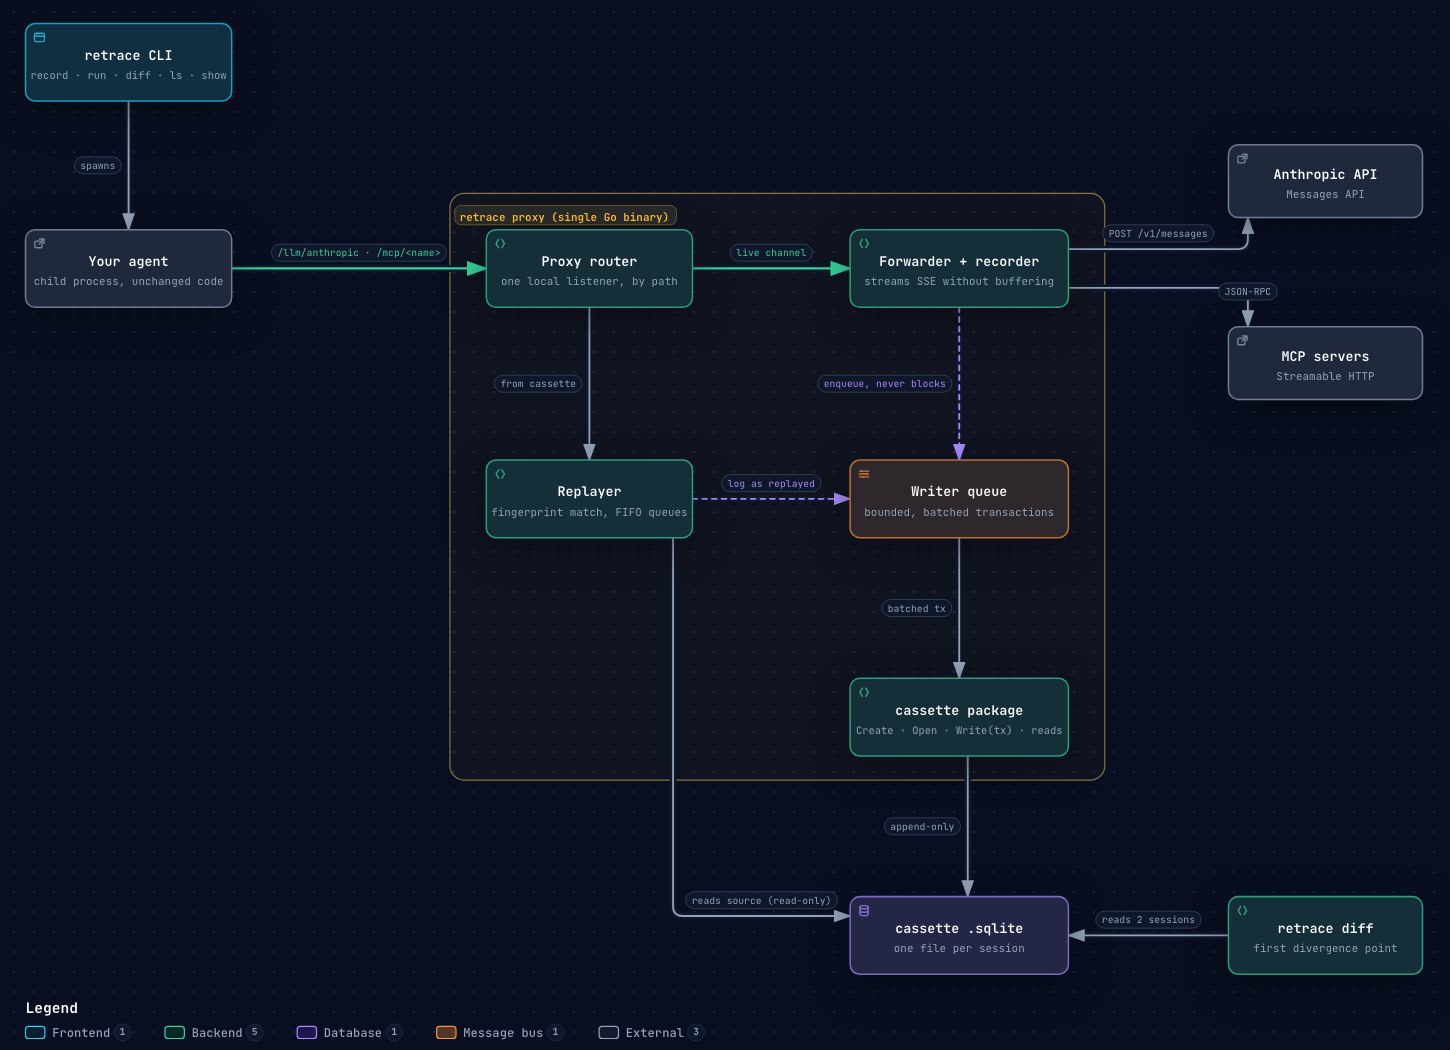 retrace CLI
record · run · diff · ls · show
spawns
Your agent
child process, unchanged code
/llm/anthropic · /mcp/<name>
retrace proxy (single Go binary)
Proxy router
one local listener, by path
live channel
Forwarder + recorder
streams SSE without buffering
POST /v1/messages
Anthropic API
Messages API
JSON-RPC
MCP servers
Streamable HTTP
from cassette
enqueue, never blocks
Replayer
fingerprint match, FIFO queues
log as replayed
Writer queue
bounded, batched transactions
batched tx
cassette package
Create · Open · Write(tx) · reads
append-only
reads source (read-only)
cassette .sqlite
one file per session
reads 2 sessions
retrace diff
first divergence point
Legend
Frontend 1
Backend 5
Database 1
Message bus 1
External 3